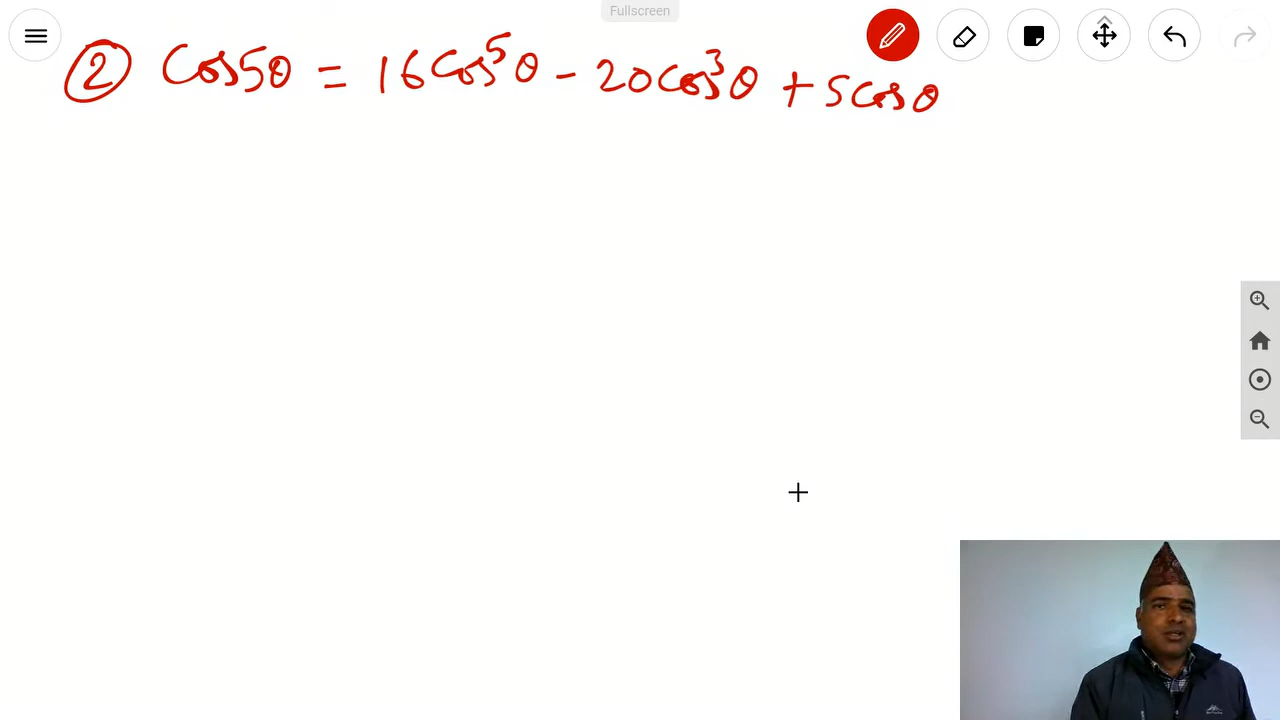 Fullscreen
② Cos5θ = 16Cos⁵θ - 20Cos³θ + 5Cosθ